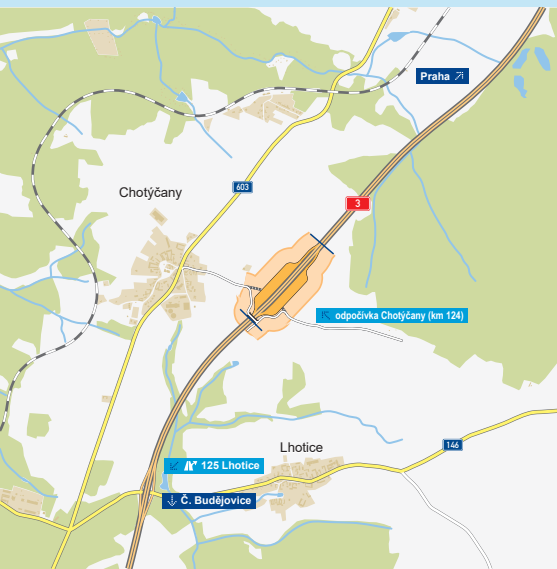 Praha
603
Chotýčany
3
odpočívka Chotýčany (km 124)
146
Lhotice
125 Lhotice
Č. Budějovice